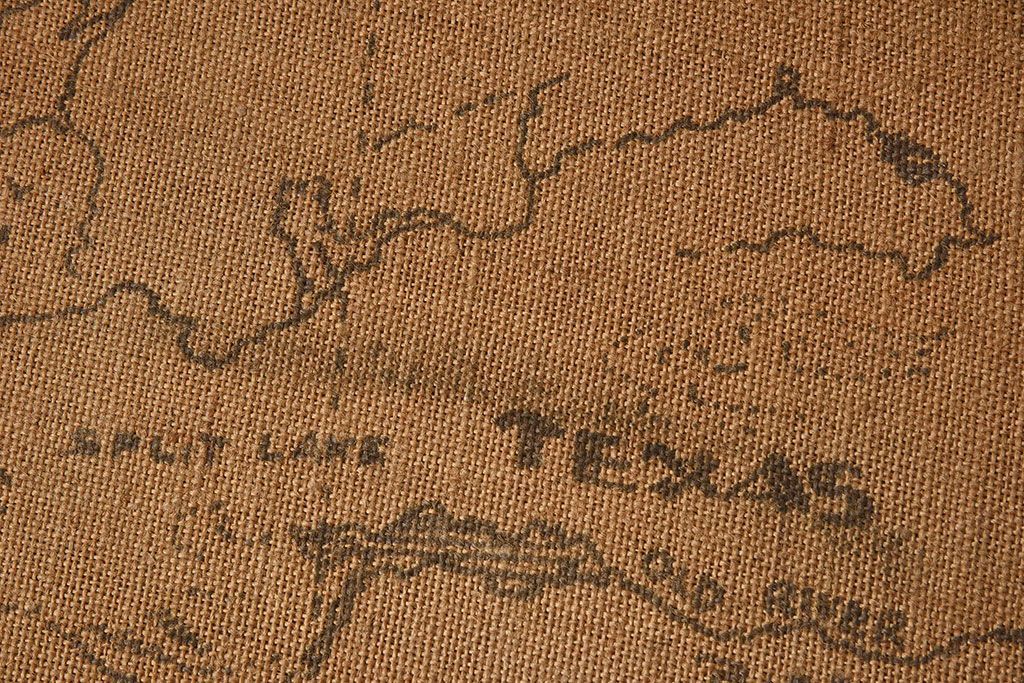 SPLIT LAKE
TEXAS
OLD RIVER